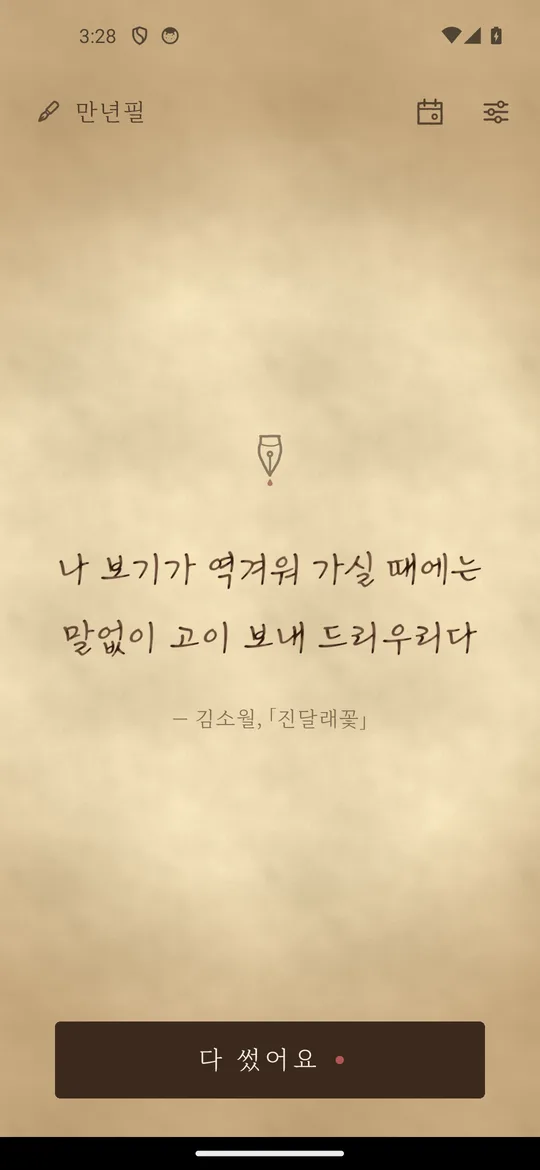 3:28
만년필
나 보기가 역겨워 가실 때에는
말없이 고이 보내 드리우리다
— 김소월, 「진달래꽃」
다 썼어요